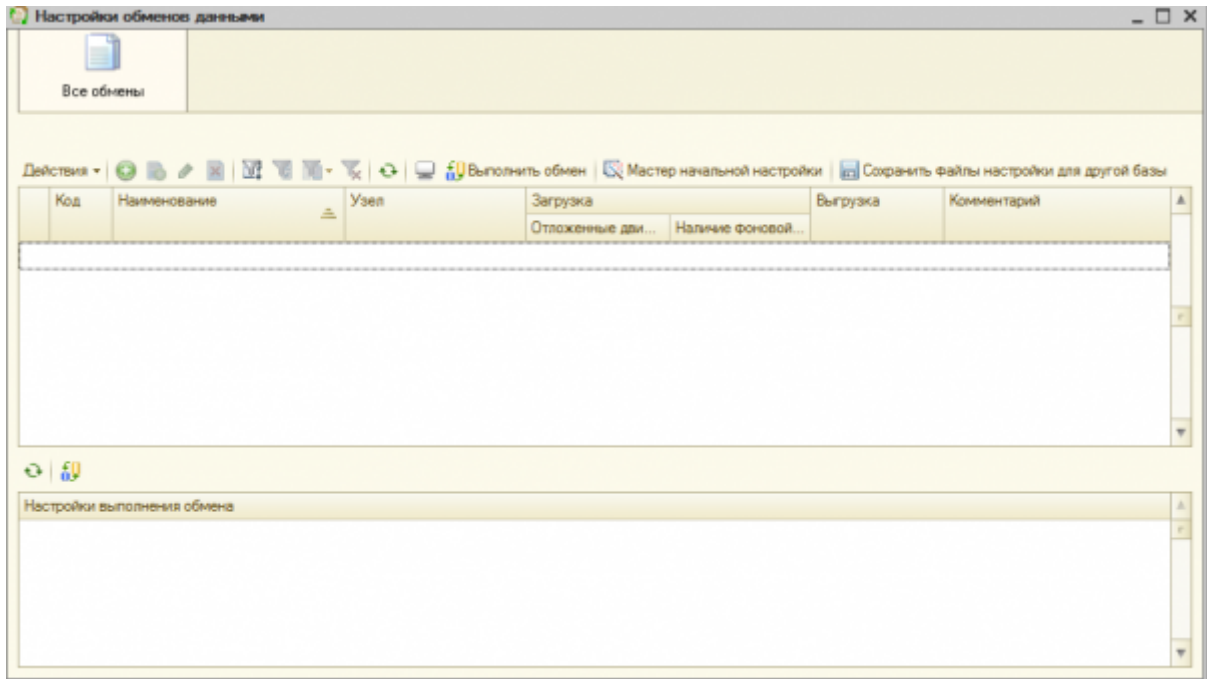 Настройки обменов данными
Все обмены
Действия Выполнить обмен Мастер начальной настройки Сохранить файлы настройки для другой базы
Код Наименование Узел Загрузка Выгрузка Комментарий
Отложенные дви... Наличие фоновой...
Настройки выполнения обмена